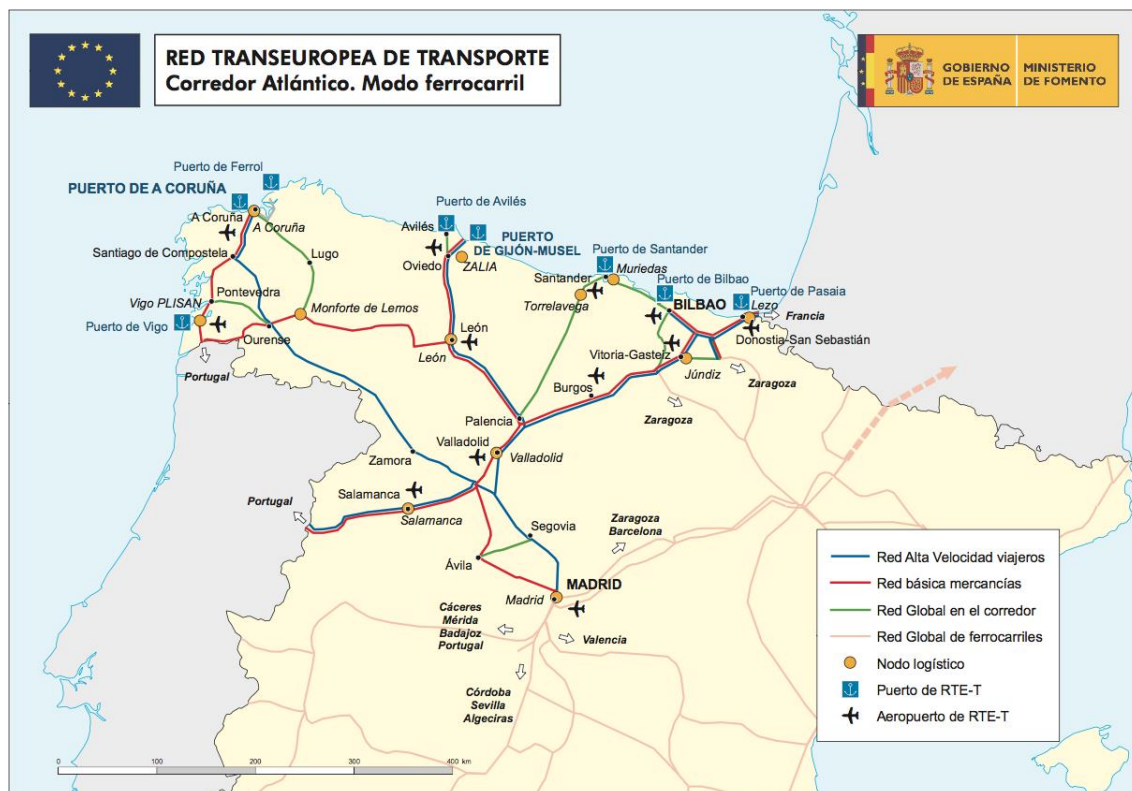 RED TRANSEUROPEA DE TRANSPORTE
Corredor Atlántico. Modo ferrocarril
GOBIERNO
DE ESPAÑA
MINISTERIO
DE FOMENTO
Puerto de Ferrol
PUERTO DE A CORUÑA
A Coruña
A Coruña
Santiago de Compostela
Lugo
Pontevedra
Vigo PLISAN
Monforte de Lemos
Puerto de Vigo
Ourense
Portugal
Puerto de Avilés
Avilés
PUERTO
DE GIJÓN-MUSEL
Oviedo
ZALIA
León
León
Puerto de Santander
Muriedas
Santander
Torrelavega
Puerto de Bilbao
BILBAO
Puerto de Pasaia
Lezo
Francia
Donostia-San Sebastián
Vitoria-Gasteiz
Júndiz
Zaragoza
Burgos
Zaragoza
Palencia
Valladolid
Valladolid
Zamora
Salamanca
Salamanca
Portugal
Segovia
Zaragoza
Barcelona
Ávila
MADRID
Madrid
Cáceres
Mérida
Badajoz
Portugal
Valencia
Córdoba
Sevilla
Algeciras
Red Alta Velocidad viajeros
Red básica mercancías
Red Global en el corredor
Red Global de ferrocarriles
Nodo logístico
Puerto de RTE-T
Aeropuerto de RTE-T
0 100 200 300 400 km